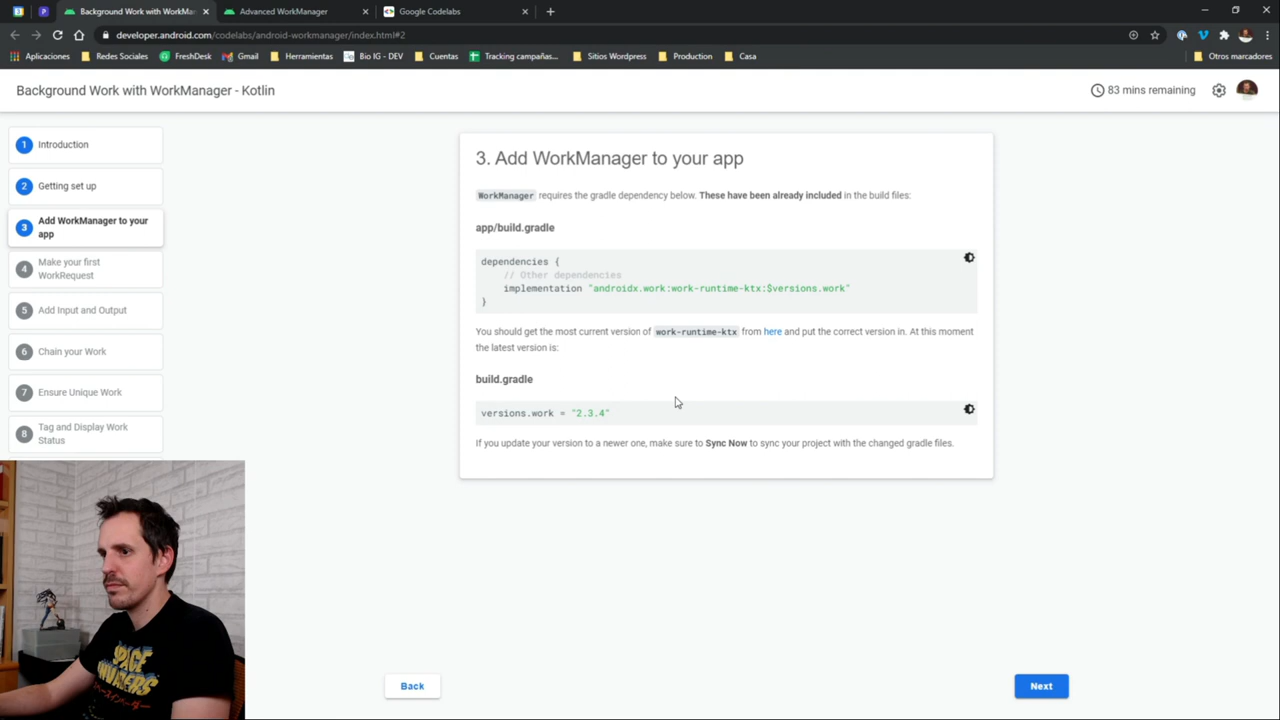 Background Work with WorkMan
Advanced WorkManager
Google Codelabs
developer.android.com/codelabs/android-workmanager/index.html#2
Aplicaciones
Redes Sociales
FreshDesk
Gmail
Herramientas
Bio IG - DEV
Cuentas
Tracking campañas...
Sitios Wordpress
Production
Casa
Otros marcadores
Background Work with WorkManager - Kotlin
83 mins remaining
1 Introduction
2 Getting set up
3 Add WorkManager to your
app
4 Make your first
WorkRequest
5 Add Input and Output
6 Chain your Work
7 Ensure Unique Work
8 Tag and Display Work
Status
3. Add WorkManager to your app
WorkManager requires the gradle dependency below. These have been already included in the build files:
app/build.gradle
dependencies {
// Other dependencies
implementation "androidx.work:work-runtime-ktx:$versions.work"
}
You should get the most current version of work-runtime-ktx from here and put the correct version in. At this moment
the latest version is:
build.gradle
versions.work = "2.3.4"
If you update your version to a newer one, make sure to Sync Now to sync your project with the changed gradle files.
Back
Next
SPACE
INVADERS